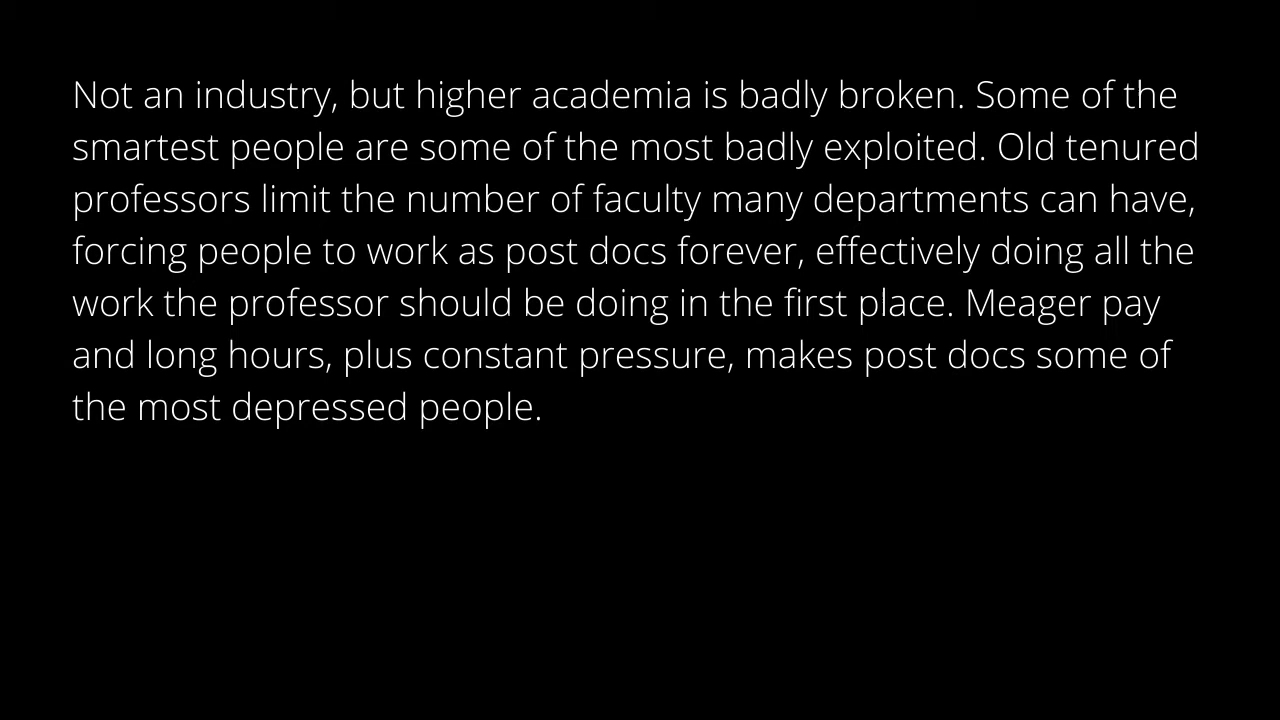 Not an industry, but higher academia is badly broken. Some of the
smartest people are some of the most badly exploited. Old tenured
professors limit the number of faculty many departments can have,
forcing people to work as post docs forever, effectively doing all the
work the professor should be doing in the first place. Meager pay
and long hours, plus constant pressure, makes post docs some of
the most depressed people.